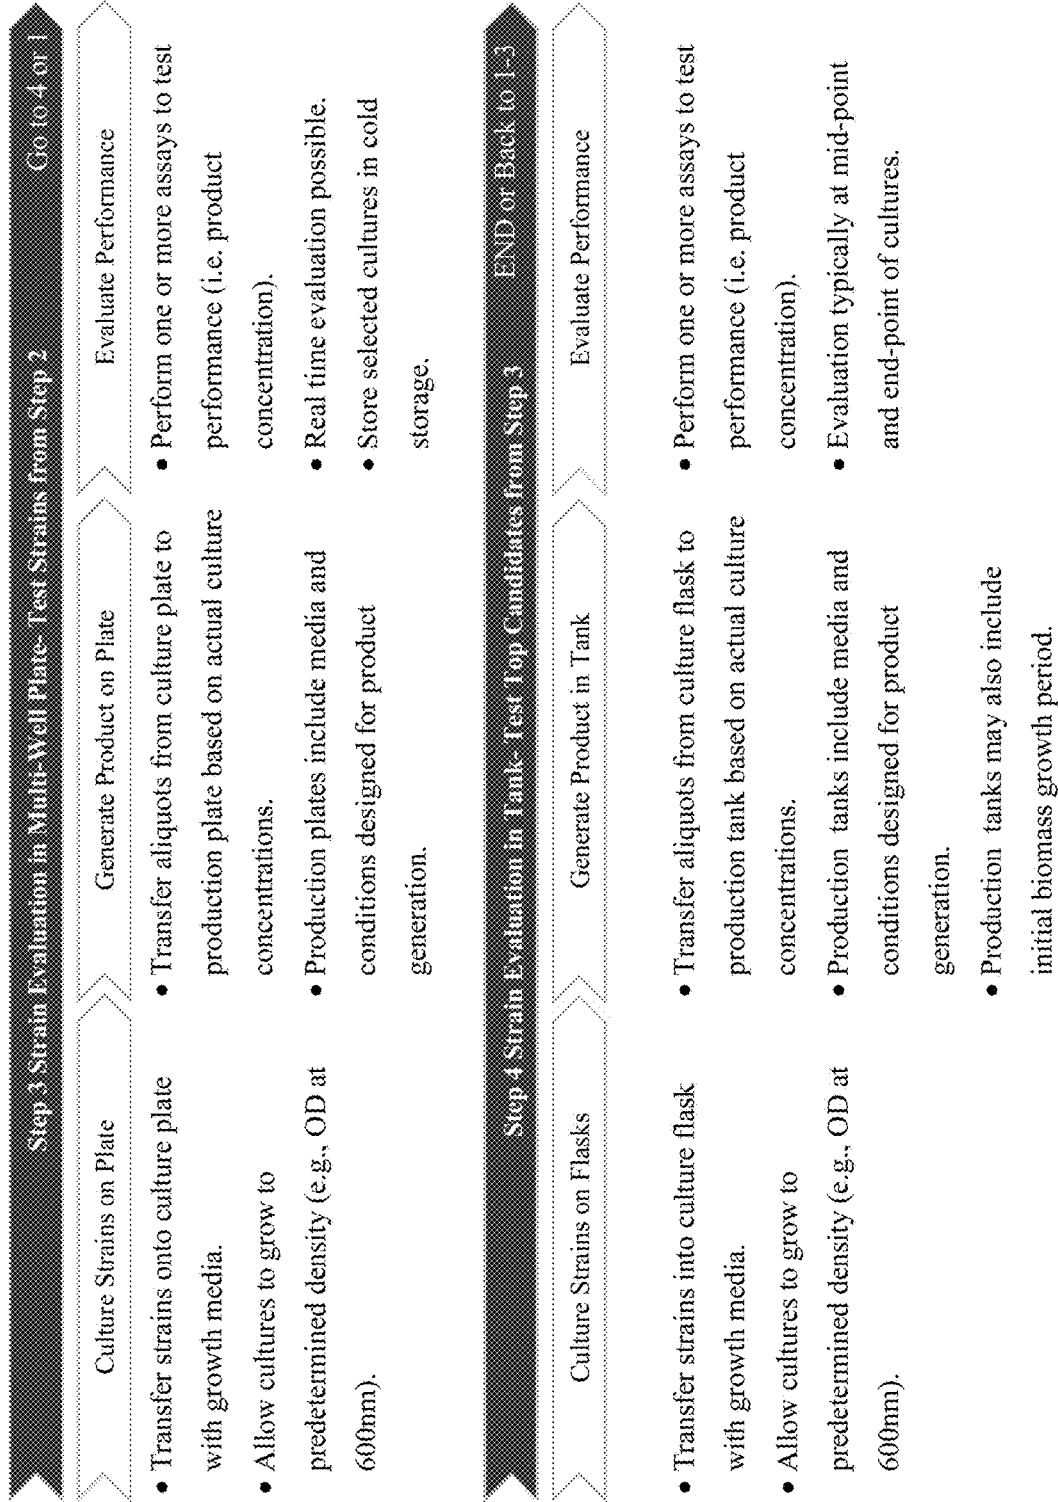 Step 3 Strain Evaluation in Multi-Well Plate- Test Strains from Step 2 Go to 4 or 1
Culture Strains on Plate
● Transfer strains onto culture plate
with growth media.
● Allow cultures to grow to
predetermined density (e.g., OD at
600nm).
Generate Product on Plate
● Transfer aliquots from culture plate to
production plate based on actual culture
concentrations.
● Production plates include media and
conditions designed for product
generation.
Evaluate Performance
● Perform one or more assays to test
performance (i.e. product
concentration).
● Real time evaluation possible.
● Store selected cultures in cold
storage.
Step 4 Strain Evaluation in Tank- Test Top Candidates from Step 3 END or Back to 1-3
Culture Strains on Flasks
● Transfer strains into culture flask
with growth media.
● Allow cultures to grow to
predetermined density (e.g., OD at
600nm).
Generate Product in Tank
● Transfer aliquots from culture flask to
production tank based on actual culture
concentrations.
● Production tanks include media and
conditions designed for product
generation.
● Production tanks may also include
initial biomass growth period.
Evaluate Performance
● Perform one or more assays to test
performance (i.e. product
concentration).
● Evaluation typically at mid-point
and end-point of cultures.